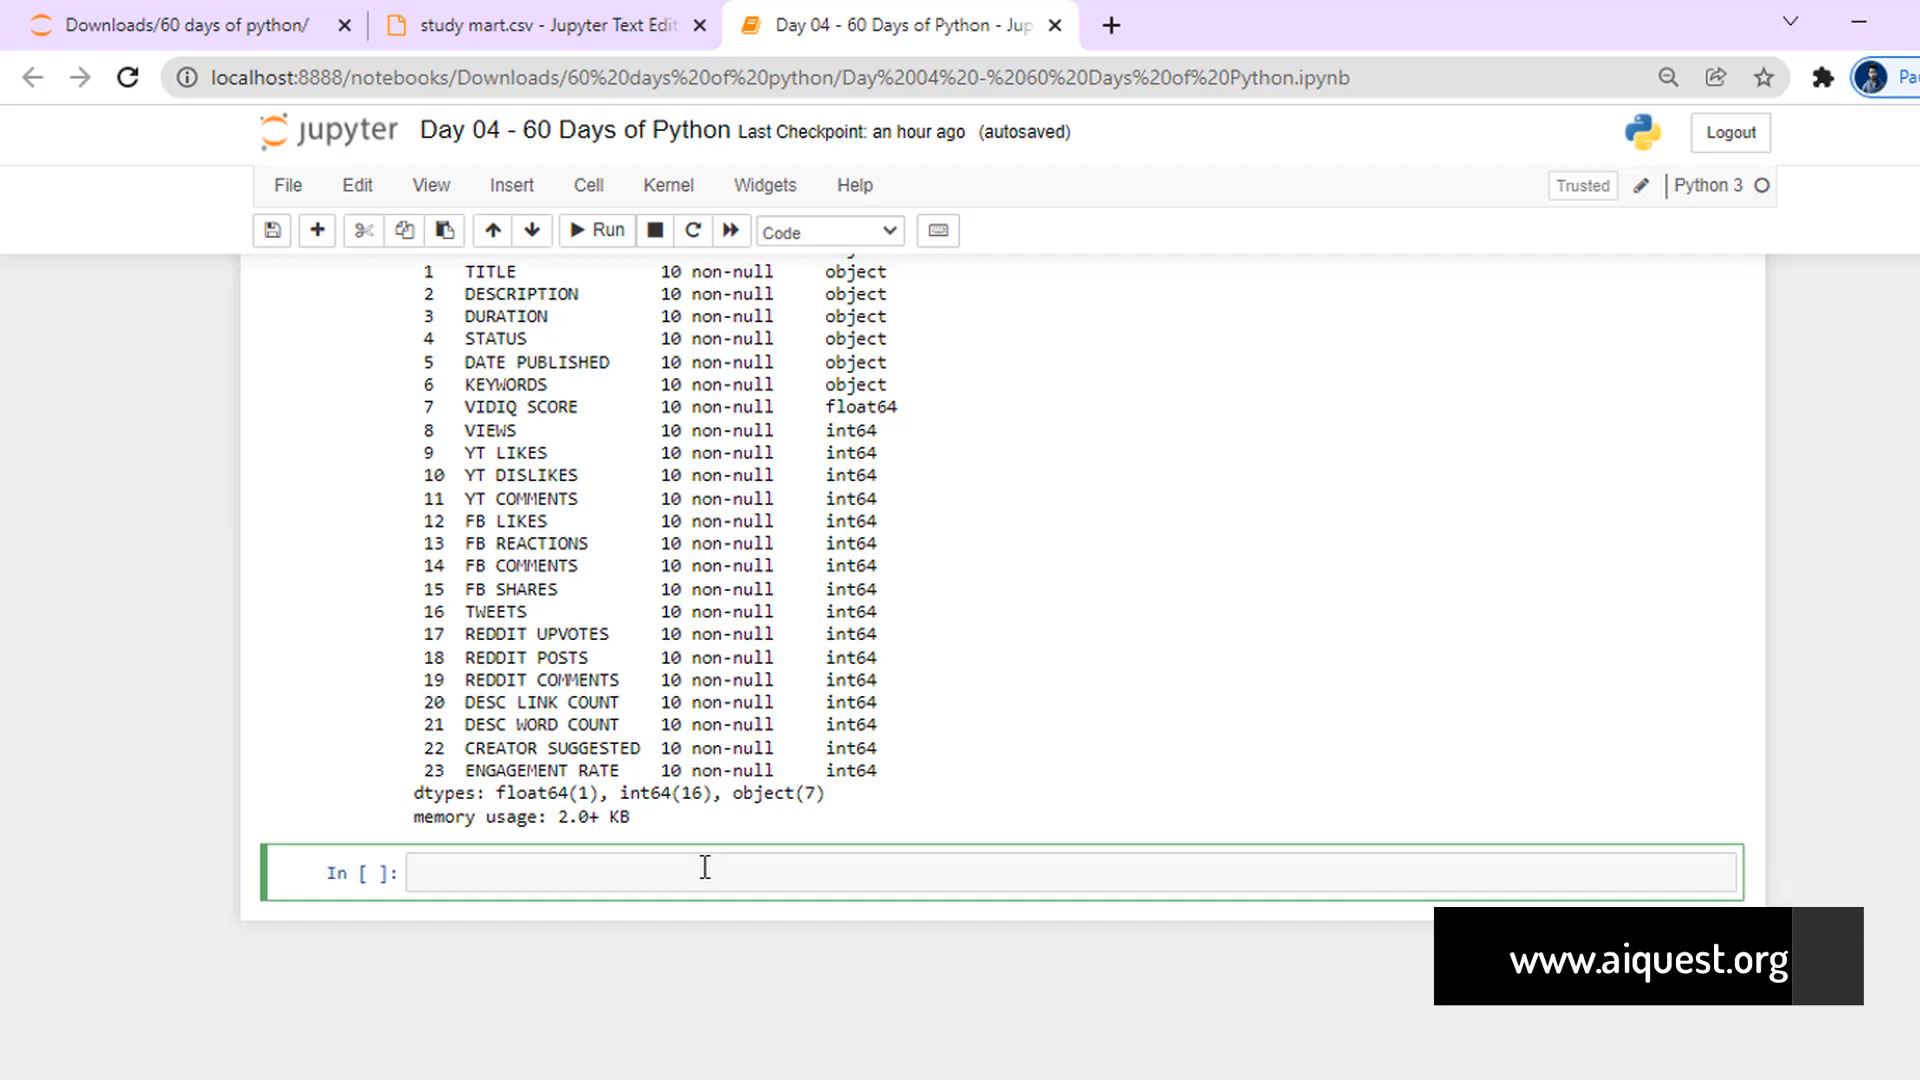 Downloads/60 days of python/
study mart.csv - Jupyter Text Edit
Day 04 - 60 Days of Python - Jup
localhost:8888/notebooks/Downloads/60%20days%20of%20python/Day%2004%20-%2060%20Days%20of%20Python.ipynb
Pa
jupyter Day 04 - 60 Days of Python Last Checkpoint: an hour ago (autosaved)
Logout
File Edit View Insert Cell Kernel Widgets Help
Trusted Python 3
Run Code
1 TITLE 10 non-null object
2 DESCRIPTION 10 non-null object
3 DURATION 10 non-null object
4 STATUS 10 non-null object
5 DATE PUBLISHED 10 non-null object
6 KEYWORDS 10 non-null object
7 VIDIQ SCORE 10 non-null float64
8 VIEWS 10 non-null int64
9 YT LIKES 10 non-null int64
10 YT DISLIKES 10 non-null int64
11 YT COMMENTS 10 non-null int64
12 FB LIKES 10 non-null int64
13 FB REACTIONS 10 non-null int64
14 FB COMMENTS 10 non-null int64
15 FB SHARES 10 non-null int64
16 TWEETS 10 non-null int64
17 REDDIT UPVOTES 10 non-null int64
18 REDDIT POSTS 10 non-null int64
19 REDDIT COMMENTS 10 non-null int64
20 DESC LINK COUNT 10 non-null int64
21 DESC WORD COUNT 10 non-null int64
22 CREATOR SUGGESTED 10 non-null int64
23 ENGAGEMENT RATE 10 non-null int64
dtypes: float64(1), int64(16), object(7)
memory usage: 2.0+ KB
In [ ]:
www.aiquest.org